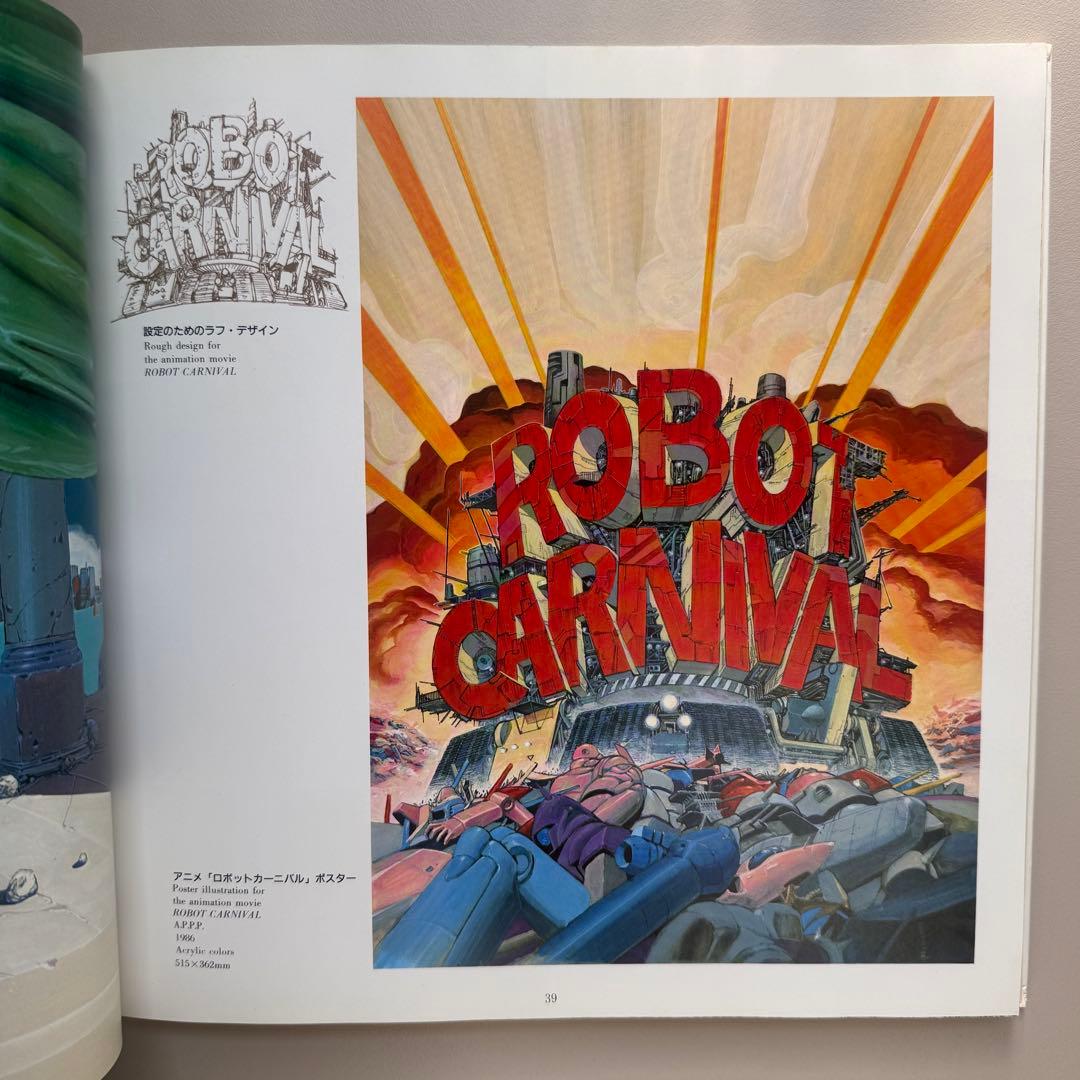 ROBOT
CARNIVAL
設定のためのラフ・デザイン
Rough design for
the animation movie
ROBOT CARNIVAL
ROBOT
CARNIVAL
アニメ「ロボットカーニバル」ポスター
Poster illustration for
the animation movie
ROBOT CARNIVAL
A.P.P.P.
1986
Acrylic colors
515×362mm
39